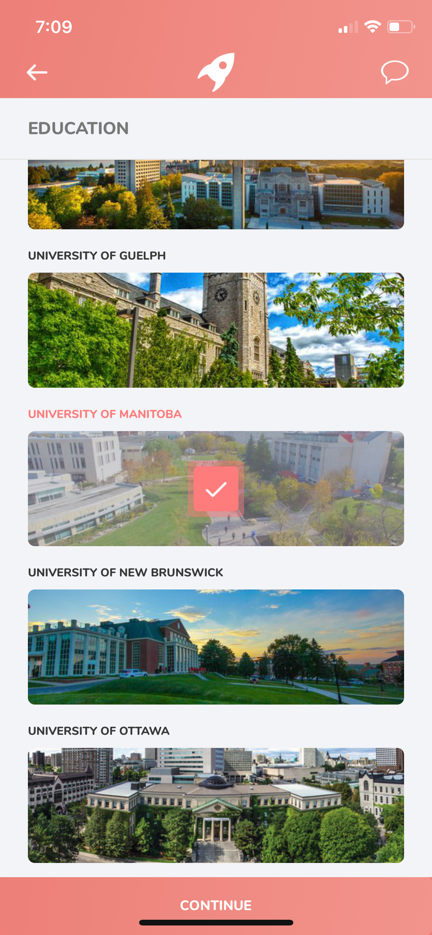 7:09
EDUCATION
UNIVERSITY OF GUELPH
UNIVERSITY OF MANITOBA
UNIVERSITY OF NEW BRUNSWICK
UNIVERSITY OF OTTAWA
CONTINUE